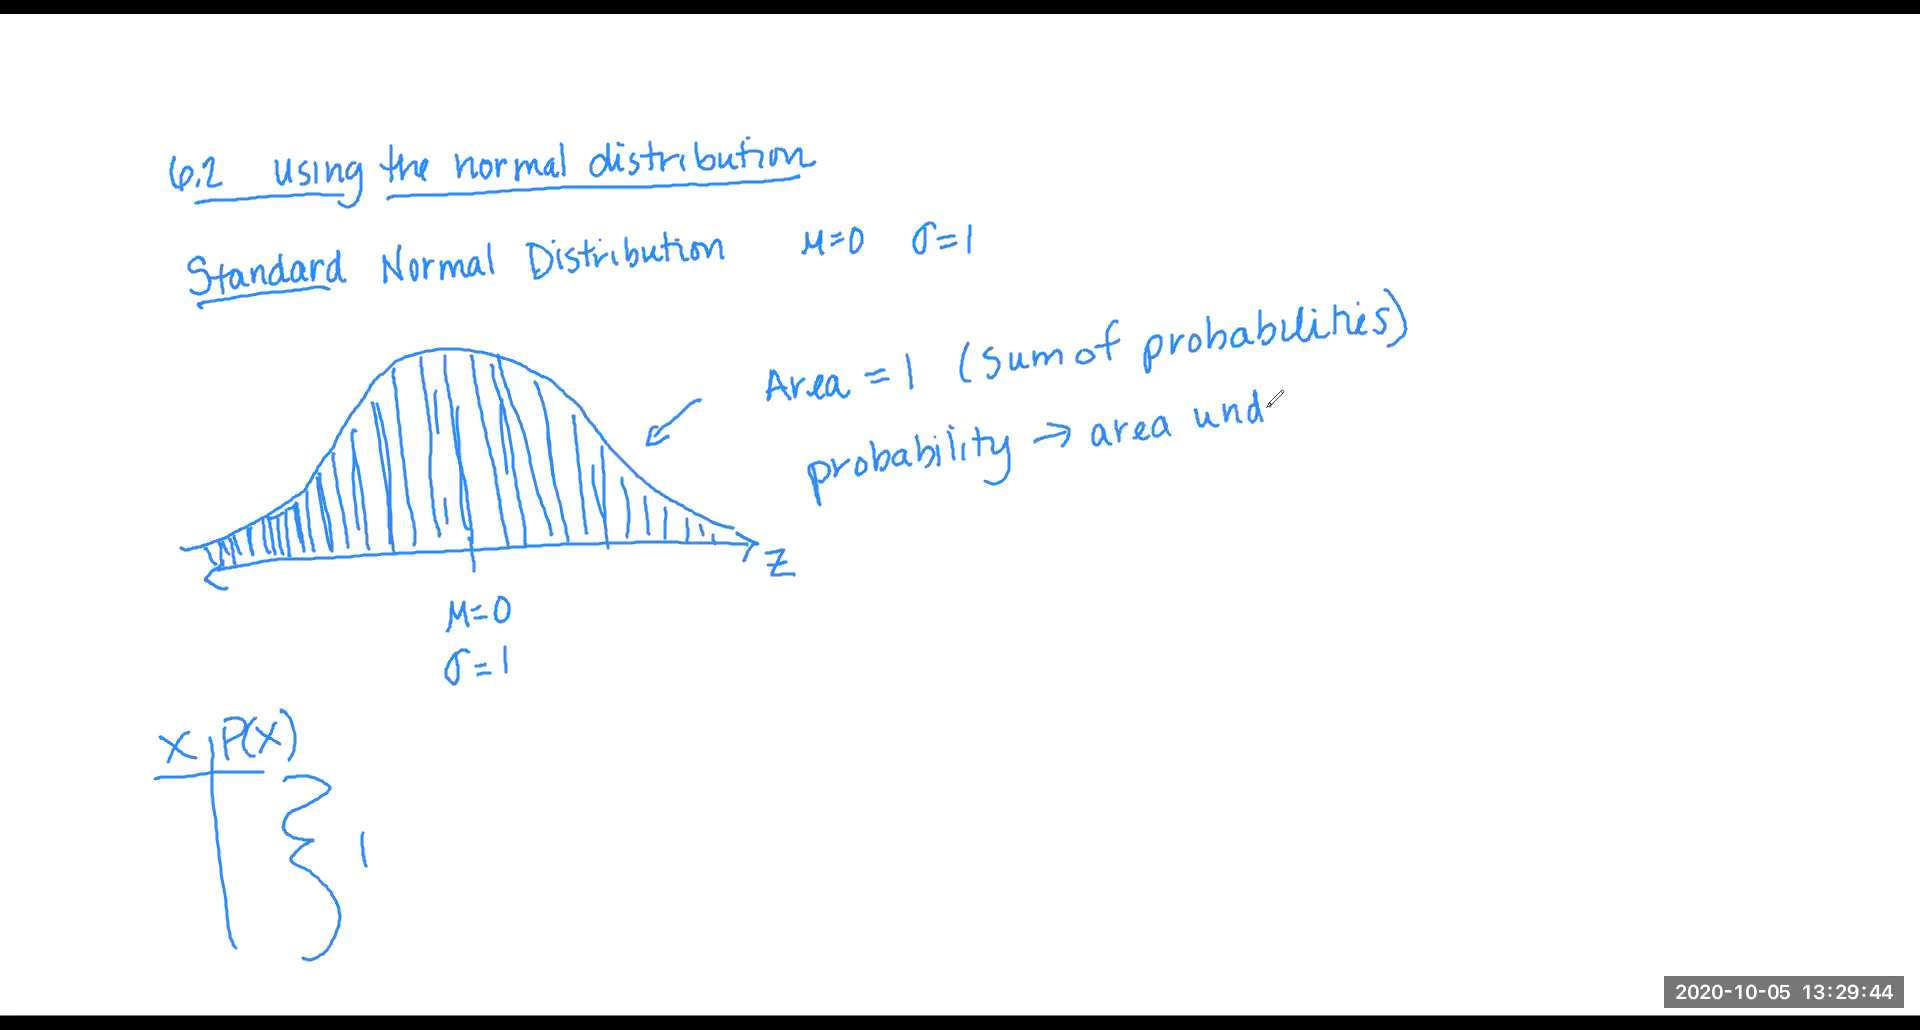 6.2 Using the normal distribution
Standard Normal Distribution μ=0 σ=1
Area = 1 (Sum of probabilities)
probability → area und
Z
μ=0
σ=1
X P(X)
1
2020-10-05 13:29:44